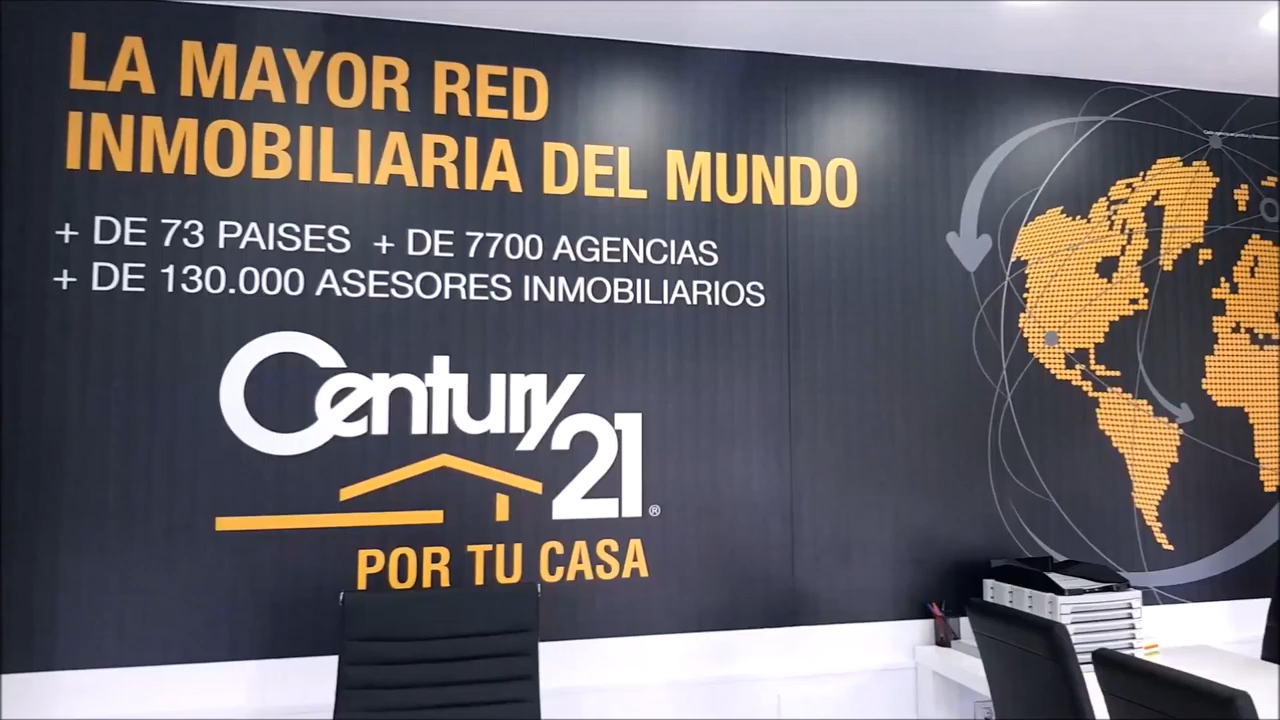 LA MAYOR RED
INMOBILIARIA DEL MUNDO
+ DE 73 PAISES + DE 7700 AGENCIAS
+ DE 130.000 ASESORES INMOBILIARIOS
Century
21®
POR TU CASA